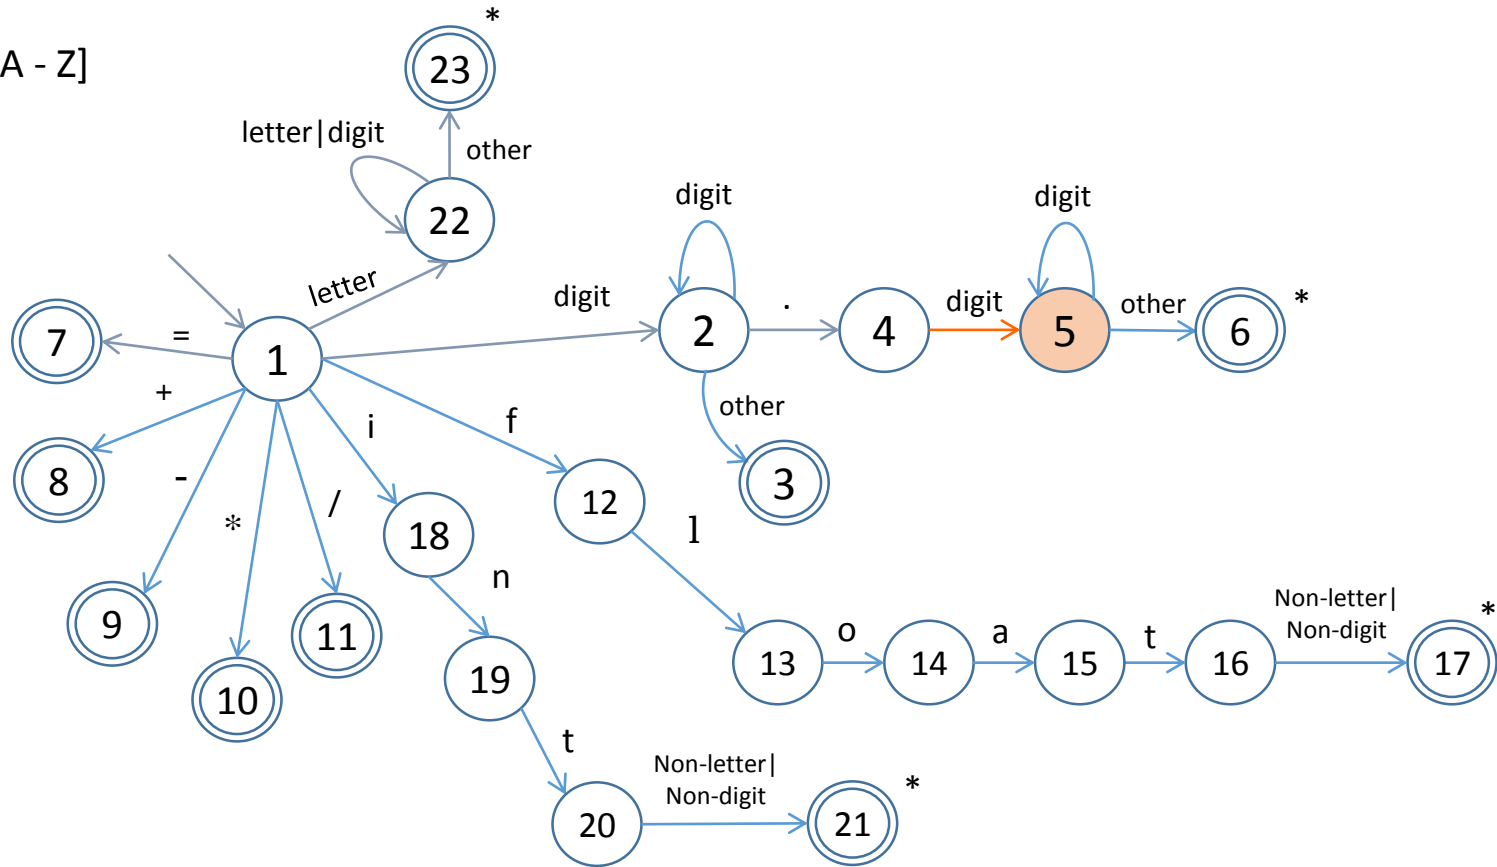 *
23
A - Z]
letter|digit
other
22
digit
digit
letter
digit
.
digit
other
*
7
=
1
2
4
5
6
+
i
f
other
8
-
*
/
18
12
l
3
n
9
10
11
19
13
o
14
a
15
t
16
Non-letter|
Non-digit
*
17
t
20
Non-letter|
Non-digit
*
21